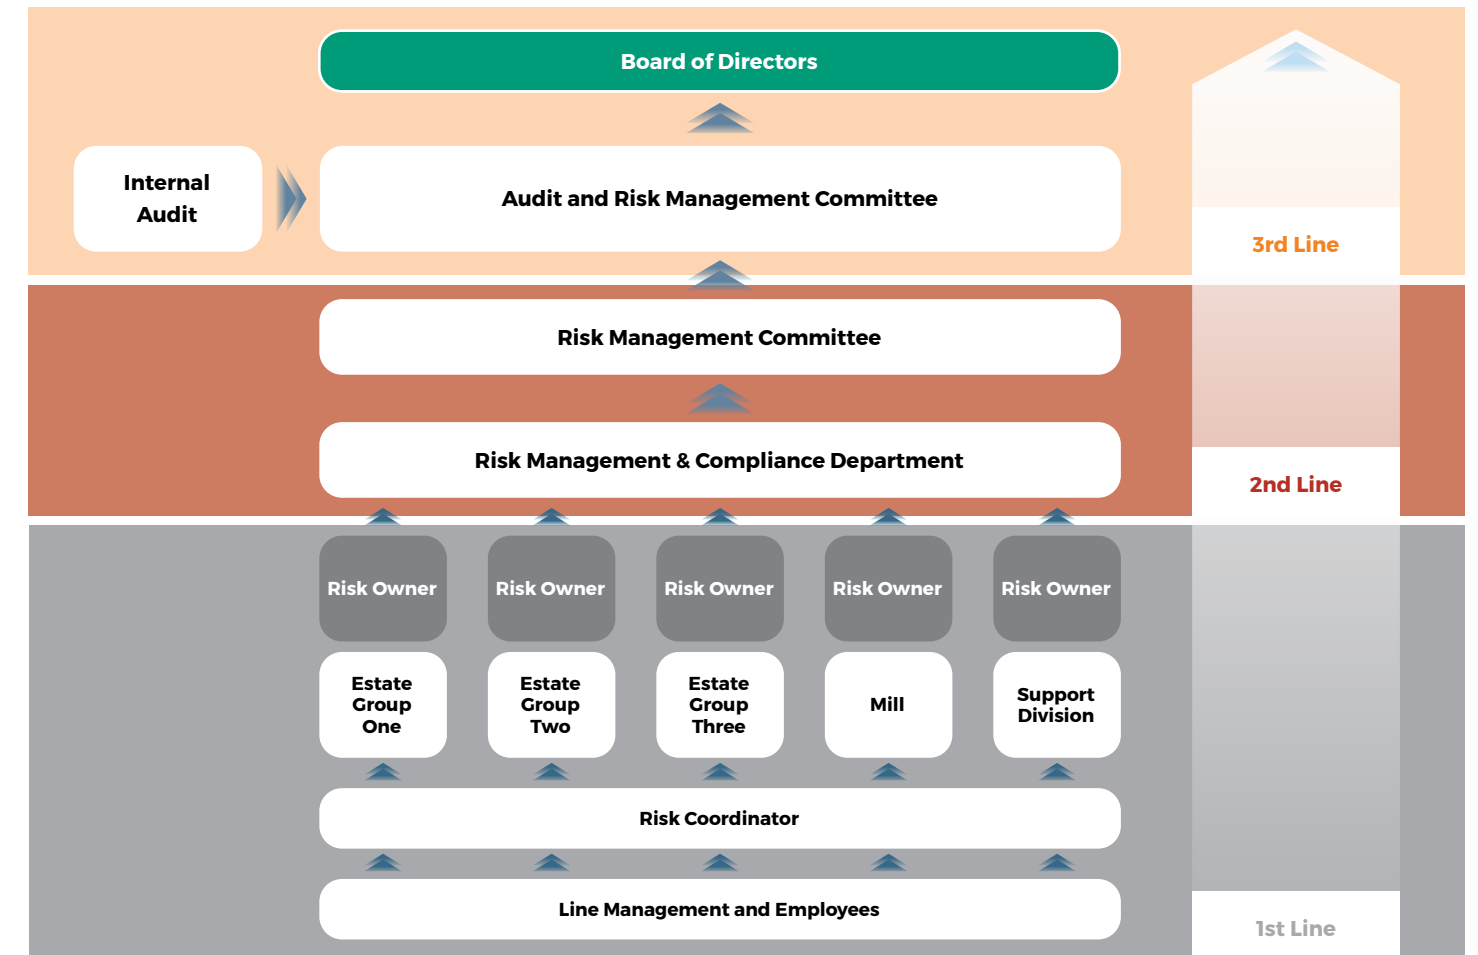 Board of Directors
Internal
Audit
Audit and Risk Management Committee
3rd Line
Risk Management Committee
Risk Management & Compliance Department
2nd Line
Risk Owner
Risk Owner
Risk Owner
Risk Owner
Risk Owner
Estate
Group
One
Estate
Group
Two
Estate
Group
Three
Mill
Support
Division
Risk Coordinator
Line Management and Employees
1st Line